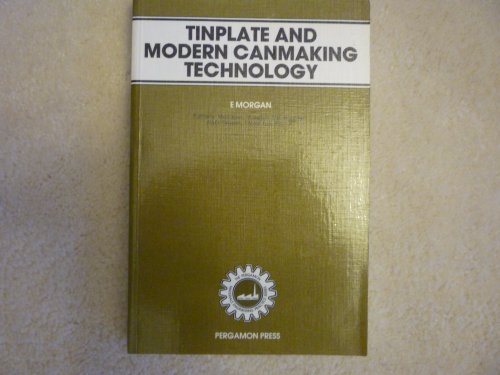 TINPLATE AND
MODERN CANMAKING
TECHNOLOGY
E MORGAN
PERGAMON PRESS